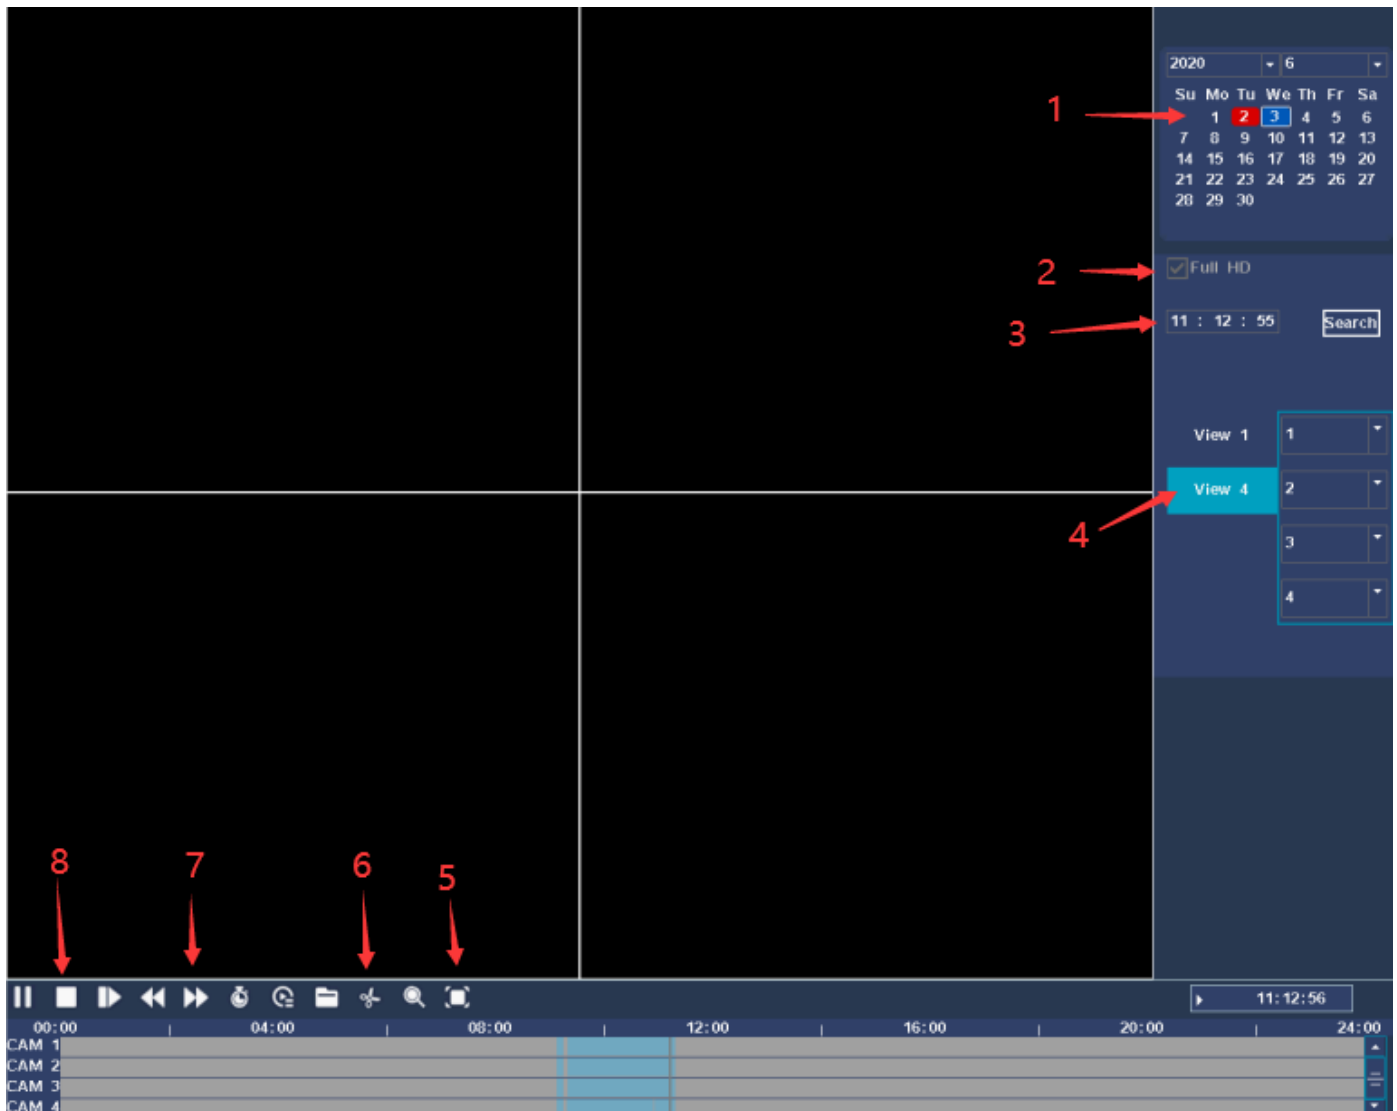 2020 6
Su Mo Tu We Th Fr Sa
1 1 2 3 4 5 6
7 8 9 10 11 12 13
14 15 16 17 18 19 20
21 22 23 24 25 26 27
28 29 30
2 Full HD
3 11 : 12 : 55 Search
View 1 1
4 View 4 2
3
4
8 7 6 5
11:12:56
00:00 04:00 08:00 12:00 16:00 20:00 24:00
CAM 1
CAM 2
CAM 3
CAM 4